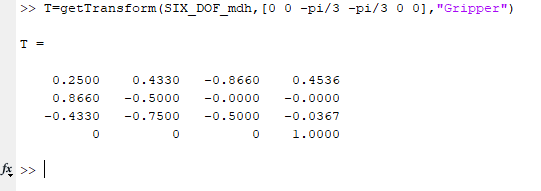 >> T=getTransform(SIX_DOF_mdh,[0 0 -pi/3 -pi/3 0 0],"Gripper")
T =
0.2500 0.4330 -0.8660 0.4536
0.8660 -0.5000 -0.0000 -0.0000
-0.4330 -0.7500 -0.5000 -0.0367
0 0 0 1.0000
fx >>